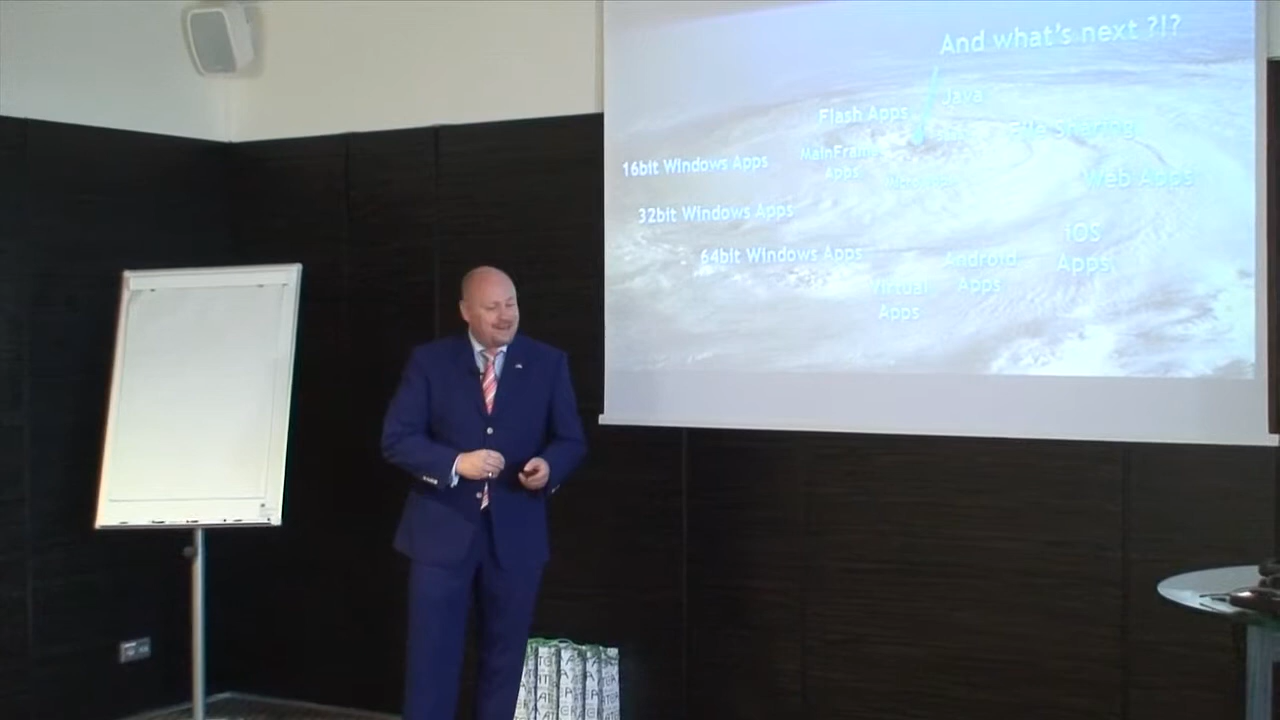 And what's next ?!?
Java
Flash Apps
File Sharing
MainFrame
Apps
16bit Windows Apps
Web Apps
32bit Windows Apps
iOS
Apps
64bit Windows Apps
Android
Apps
Virtual
Apps